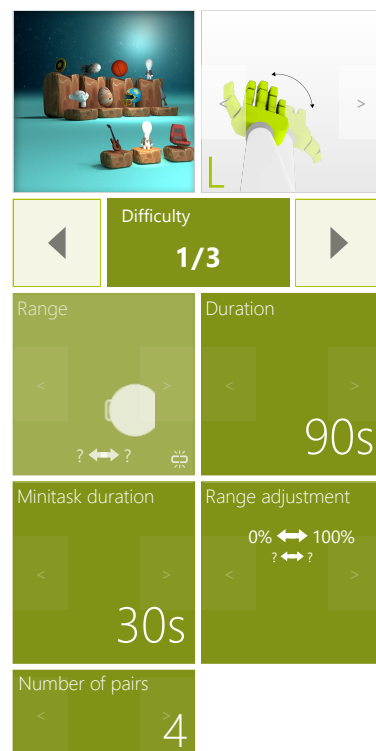 < >
L
Difficulty
1/3
Range
< >
? ?
Duration
< >
90s
Minitask duration
< >
30s
Range adjustment
0% 100%
? ?
< >
Number of pairs
< >
4